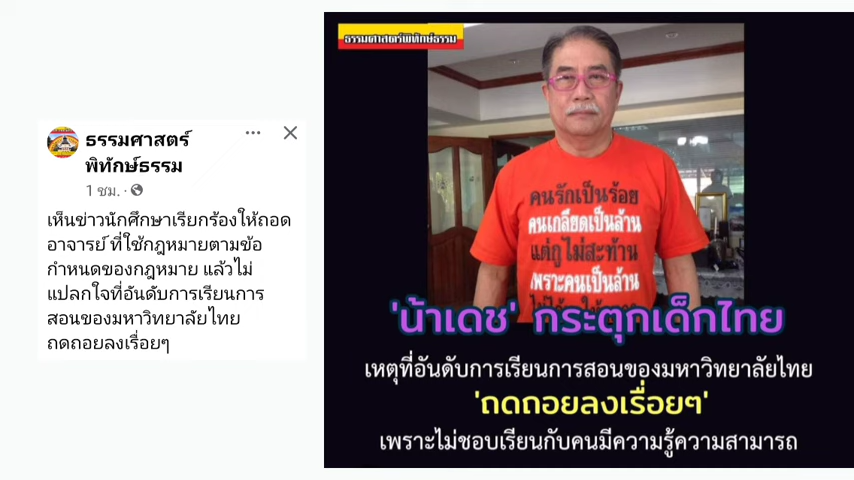 ธรรมศาสตร์
พิทักษ์ธรรม
1 ชม.
เห็นข่าวนักศึกษาเรียกร้องให้ถอด
อาจารย์ ที่ใช้กฎหมายตามข้อ
กำหนดของกฎหมาย แล้วไม่
แปลกใจที่อันดับการเรียนการ
สอนของมหาวิทยาลัยไทย
ถดถอยลงเรื่อยๆ
ธรรมศาสตร์พิทักษ์ธรรม
คนรักเป็นร้อย
คนเกลียดเป็นล้าน
แต่กูไม่สะท้าน
เพราะคนเป็นล้าน
'น้าเดช' กระตุกเด็กไทย
เหตุที่อันดับการเรียนการสอนของมหาวิทยาลัยไทย
'ถดถอยลงเรื่อยๆ'
เพราะไม่ชอบเรียนกับคนมีความรู้ความสามารถ